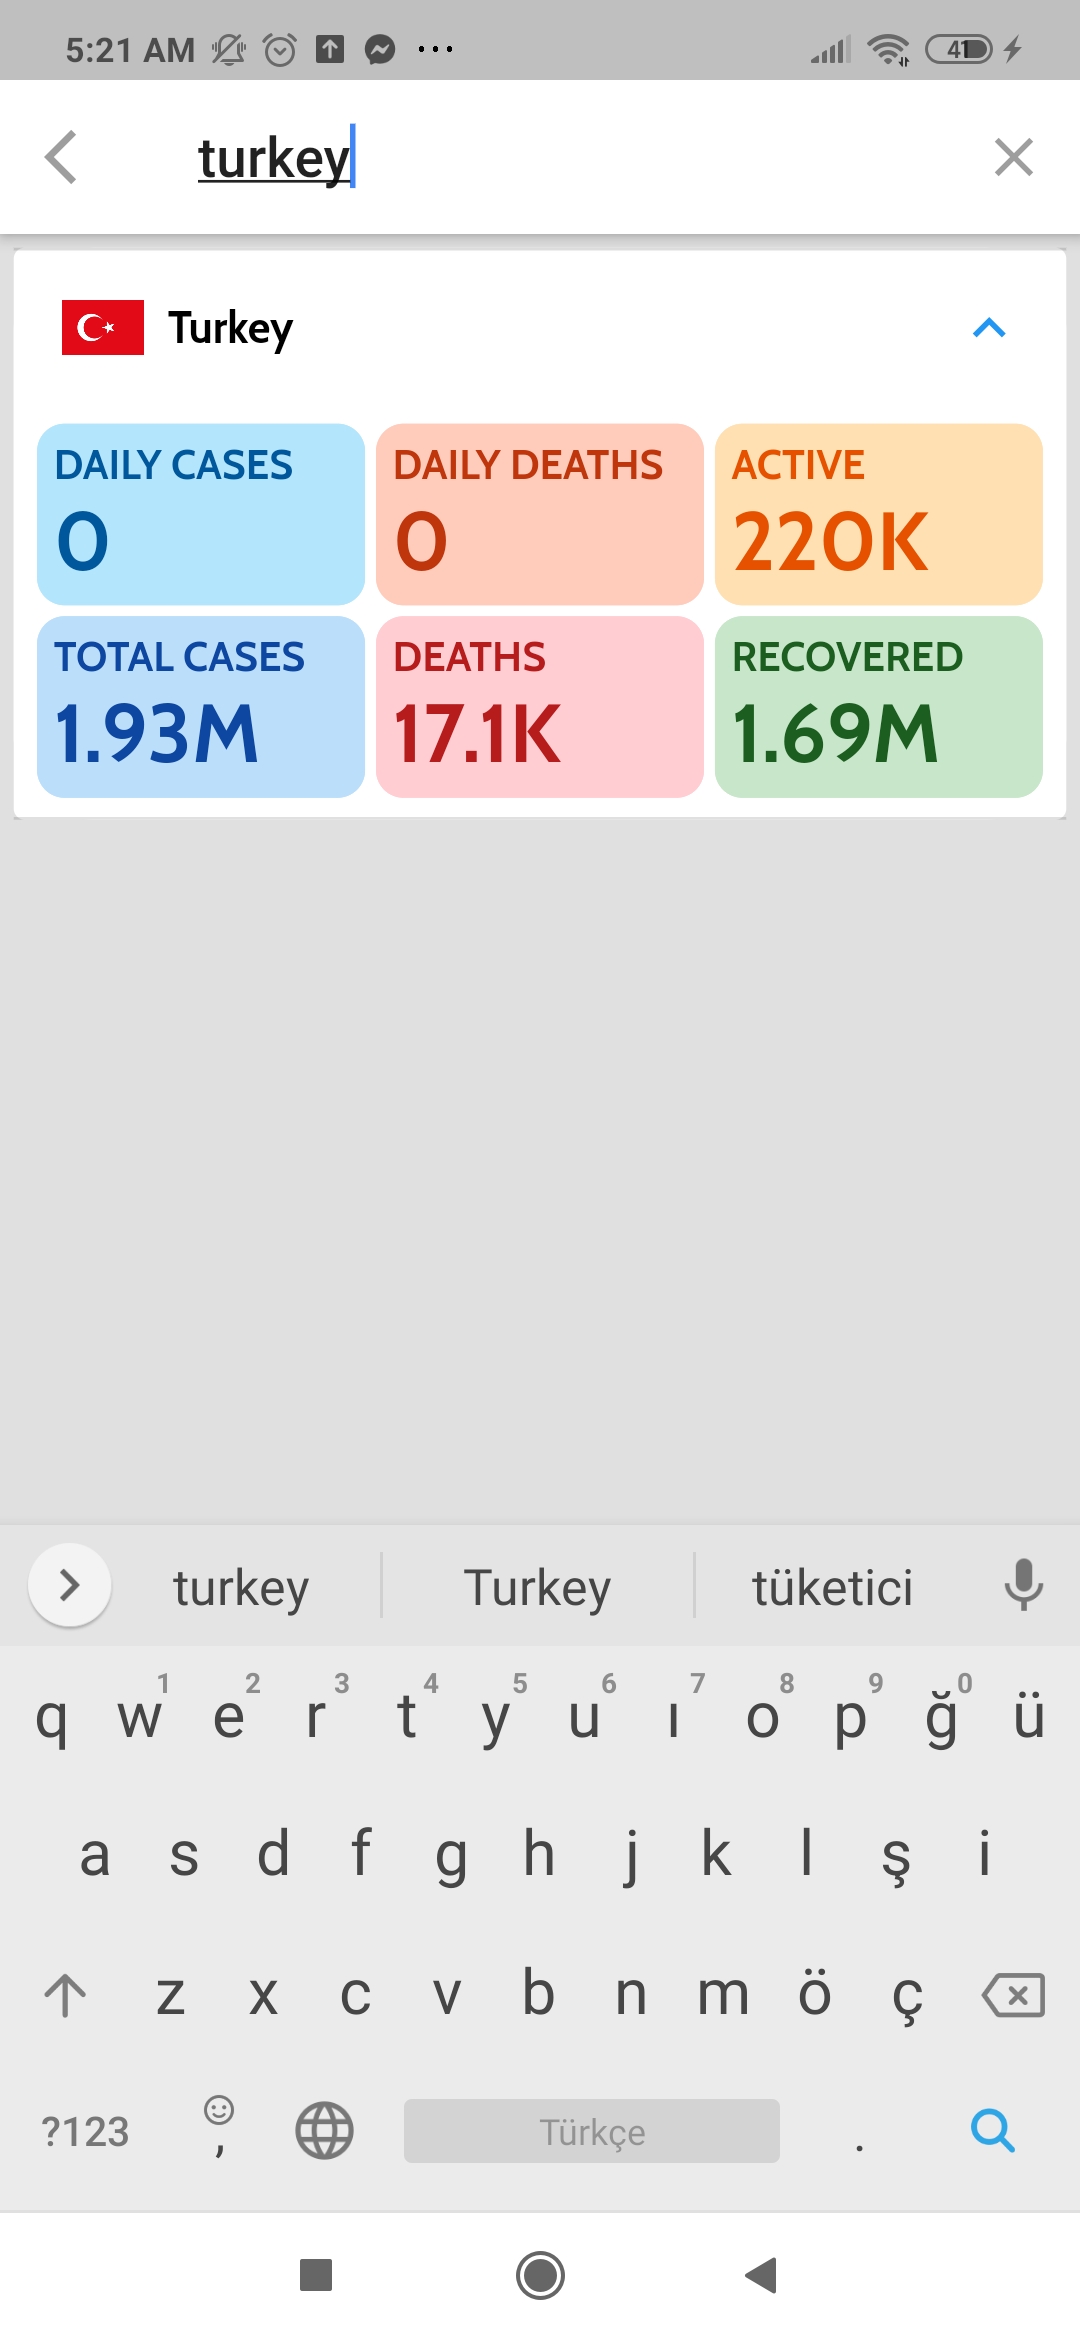 5:21 AM 41
turkey
Turkey
DAILY CASES DAILY DEATHS ACTIVE
0 0 220K
TOTAL CASES DEATHS RECOVERED
1.93M 17.1K 1.69M
turkey Turkey tüketici
1 2 3 4 5 6 7 8 9 0
q w e r t y u ı o p ğ ü
a s d f g h j k l ş i
z x c v b n m ö ç
?123 , Türkçe .